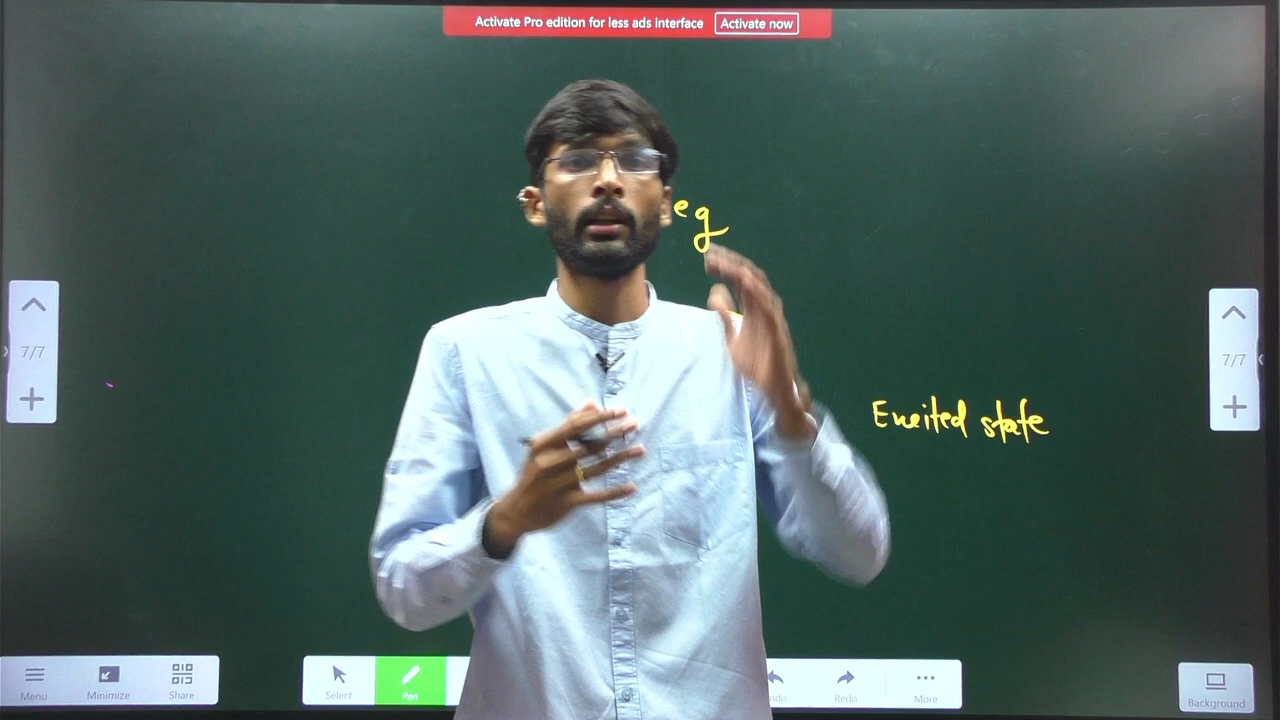 Activate Pro edition for less ads interface Activate now
eg
7/7
7/7
Excited state
Menu
Minimize
Share
Select
Pen
Redo
More
Background